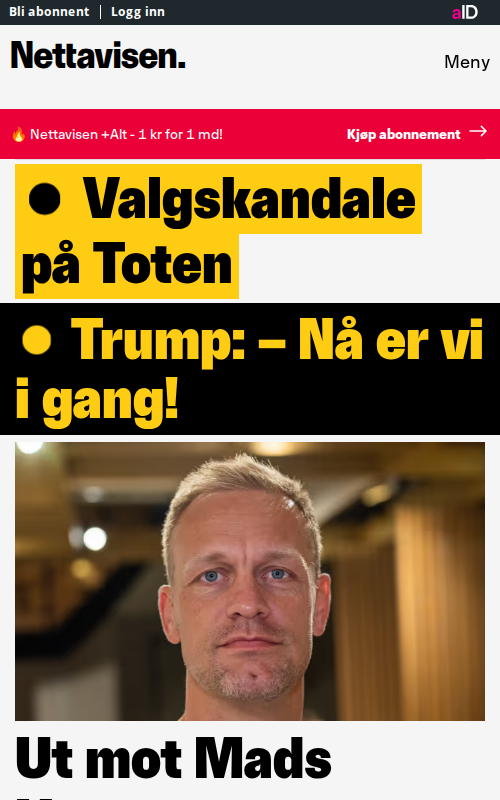 Bli abonnent | Logg inn
aID
Nettavisen.
Meny
🔥 Nettavisen +Alt - 1 kr for 1 md!
Kjøp abonnement →
● Valgskandale
på Toten
● Trump: – Nå er vi
i gang!
Ut mot Mads